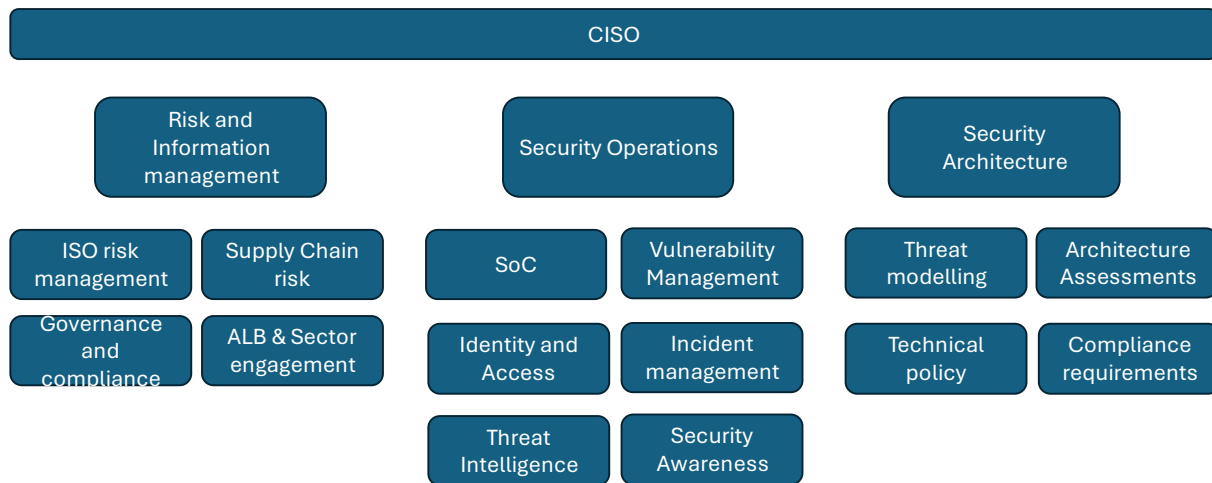 CISO
Risk and
Information
management
Security Operations
Security
Architecture
ISO risk
management
Supply Chain
risk
SoC
Vulnerability
Management
Threat
modelling
Architecture
Assessments
Governance
and
compliance
ALB & Sector
engagement
Identity and
Access
Incident
management
Technical
policy
Compliance
requirements
Threat
Intelligence
Security
Awareness